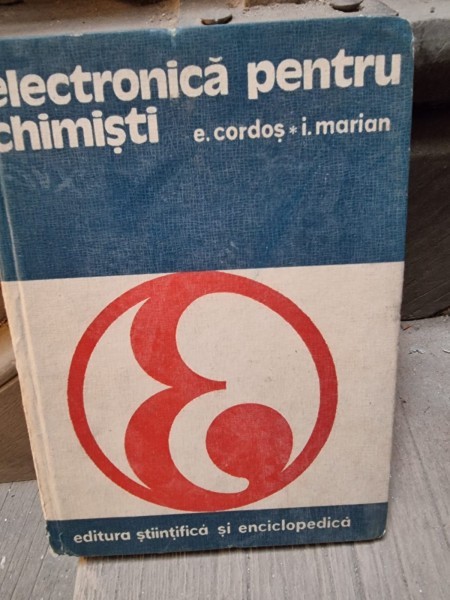 electronică pentru
chimiști
e. cordoș * i. marian
editura științifică și enciclopedică